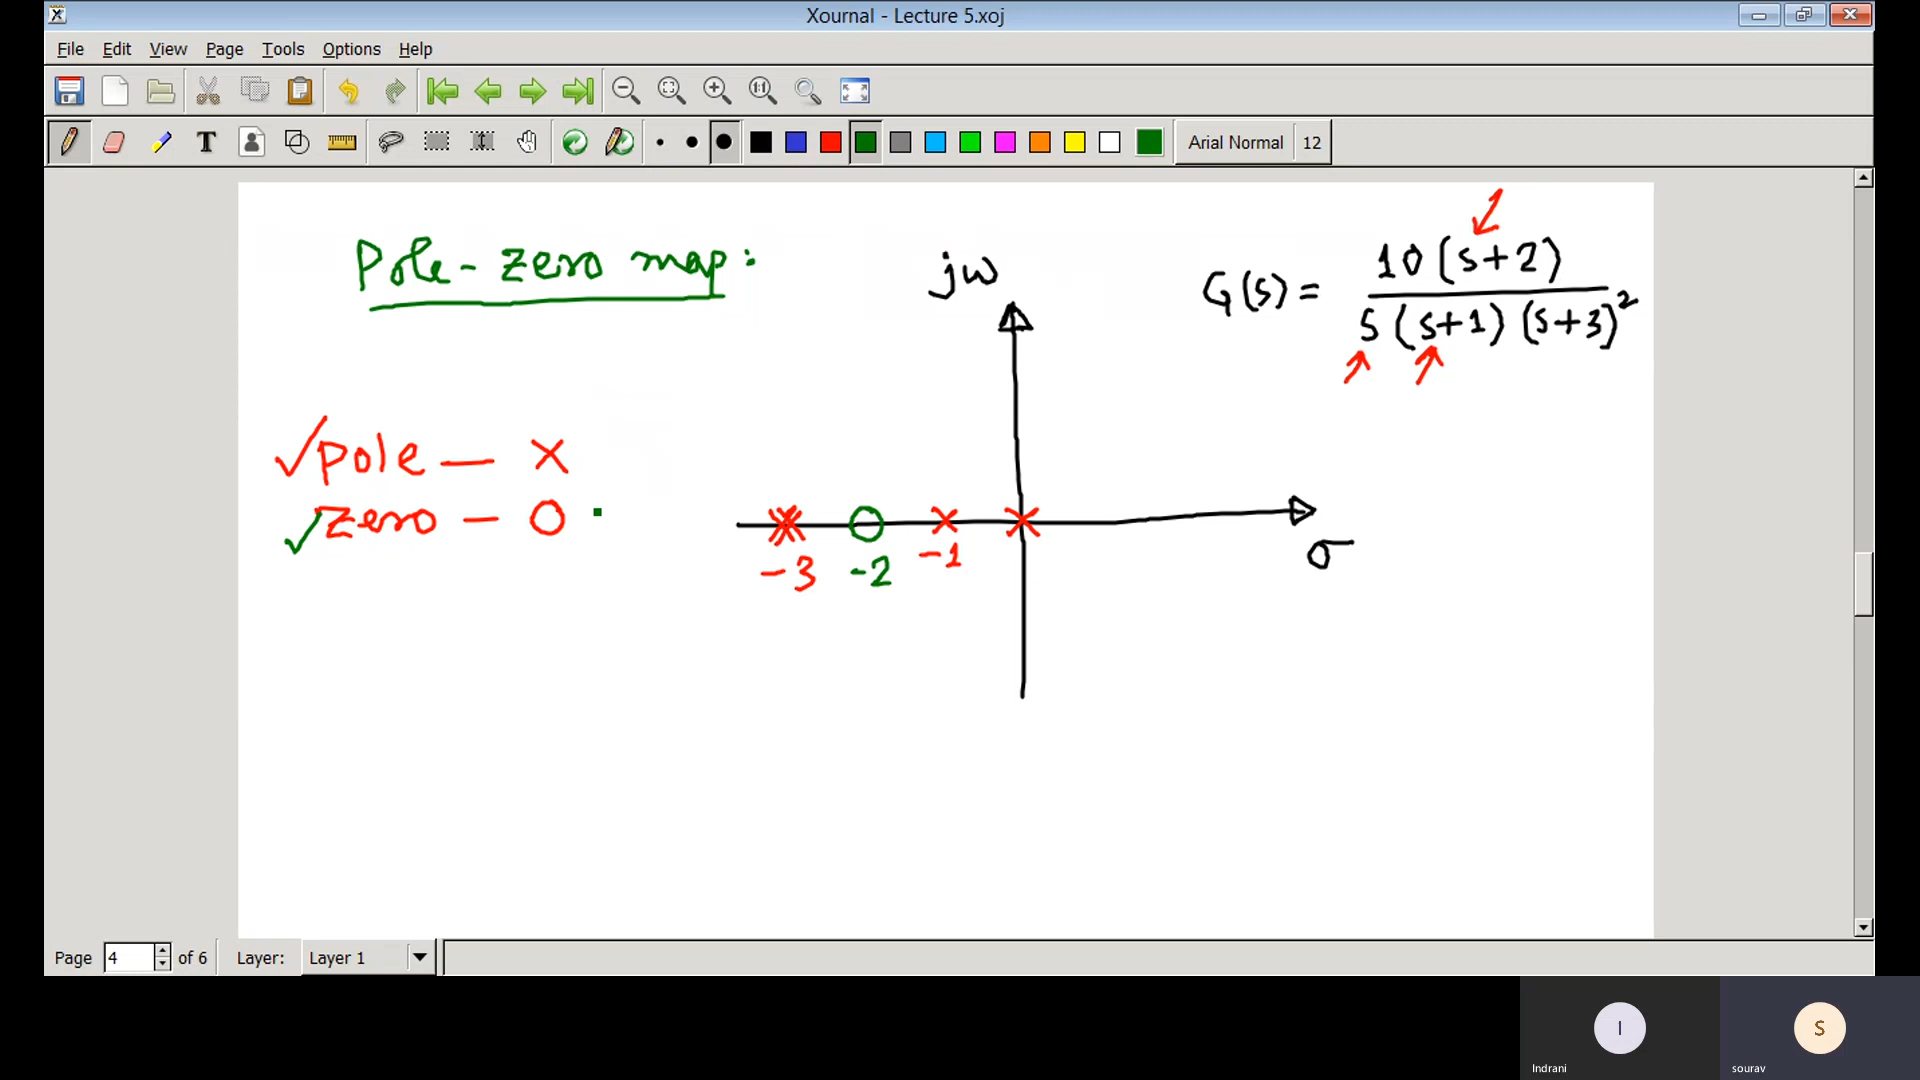 Xournal - Lecture 5.xoj
File Edit View Page Tools Options Help
Arial Normal 12
Pole-zero map:
jω
G(s) = 10(s+2)
s(s+1)(s+3)²
✓pole — ×
✓zero — O
-3 -2 -1
σ
Page 4 of 6 Layer: Layer 1
I
S
Indrani
sourav